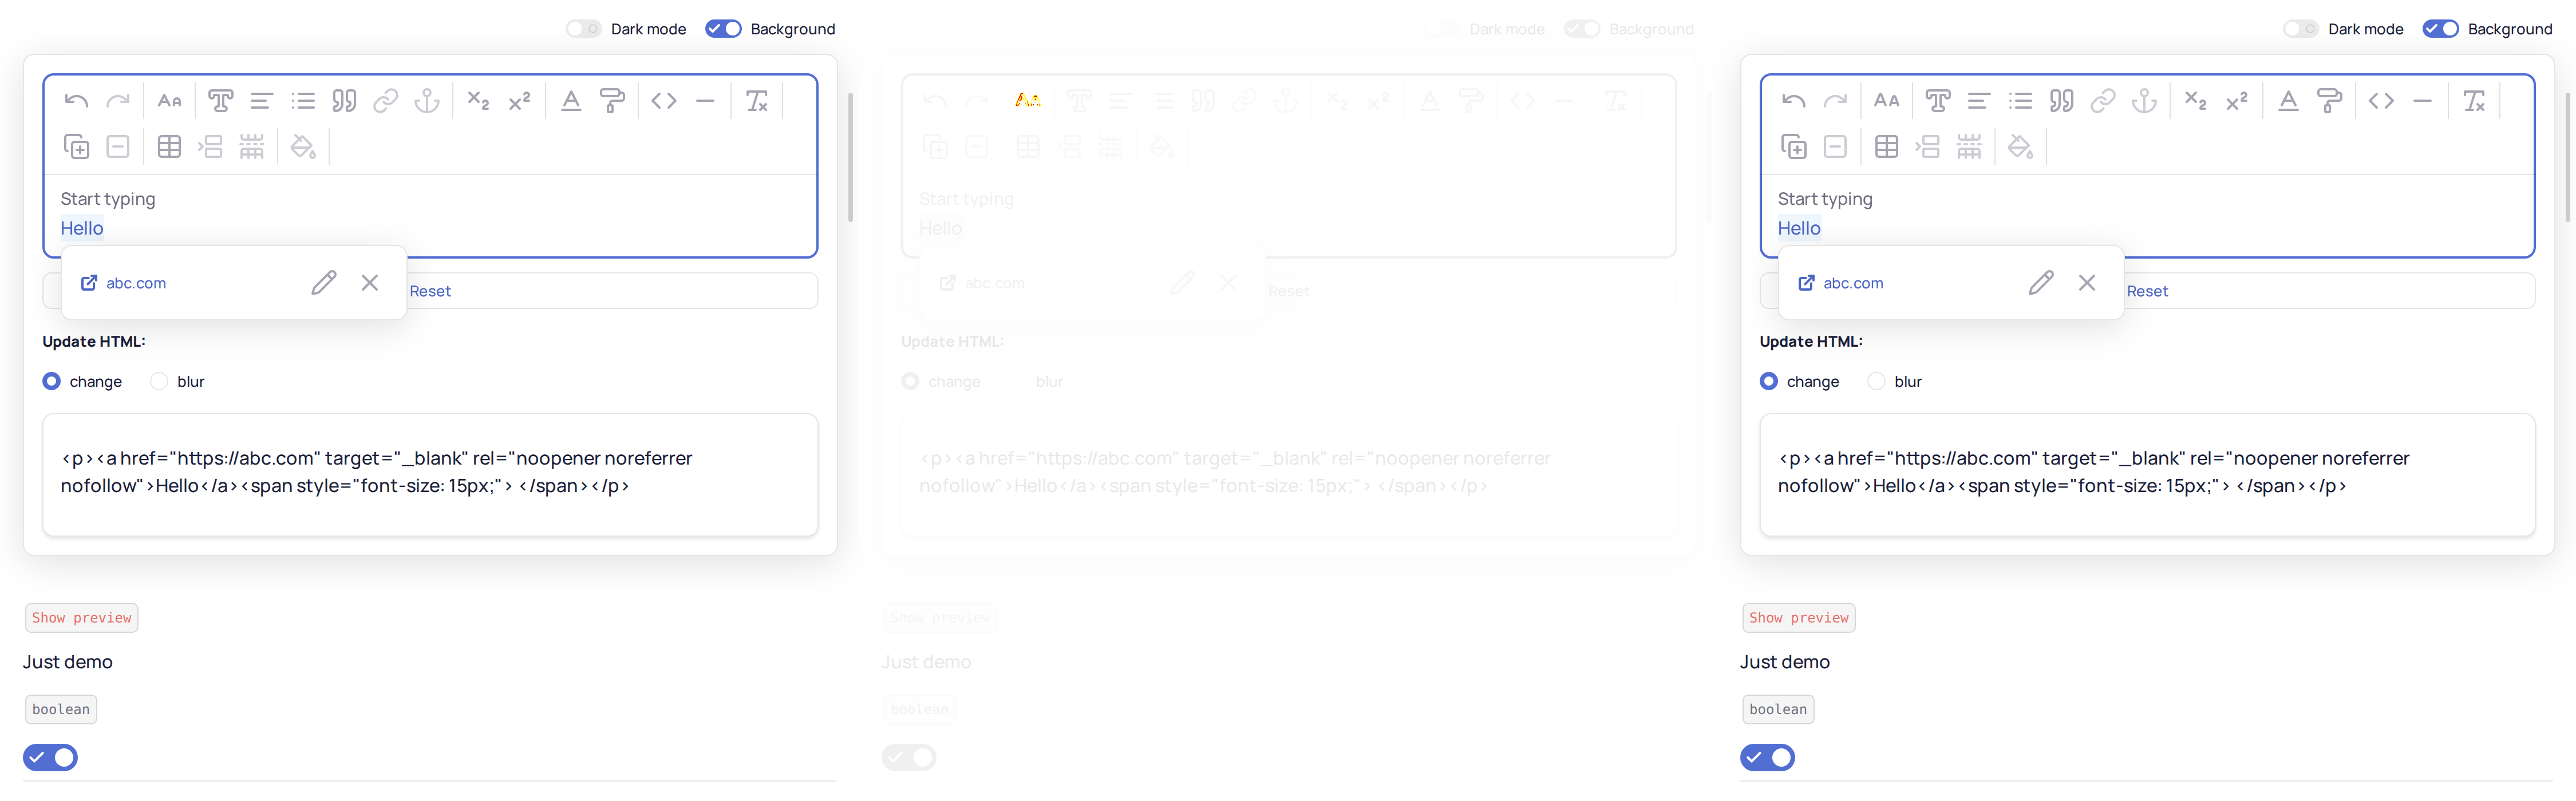 Dark mode Background
Start typing
Hello
abc.com
Reset
Update HTML:
change blur
<p><a href="https://abc.com" target="_blank" rel="noopener noreferrer
nofollow">Hello</a><span style="font-size: 15px;"> </span></p>
Show preview
Just demo
boolean
Dark mode Background
Start typing
Hello
abc.com
Reset
Update HTML:
change blur
<p><a href="https://abc.com" target="_blank" rel="noopener noreferrer
nofollow">Hello</a><span style="font-size: 15px;"> </span></p>
Show preview
Just demo
boolean
Dark mode Background
Start typing
Hello
abc.com
Reset
Update HTML:
change blur
<p><a href="https://abc.com" target="_blank" rel="noopener noreferrer
nofollow">Hello</a><span style="font-size: 15px;"> </span></p>
Show preview
Just demo
boolean